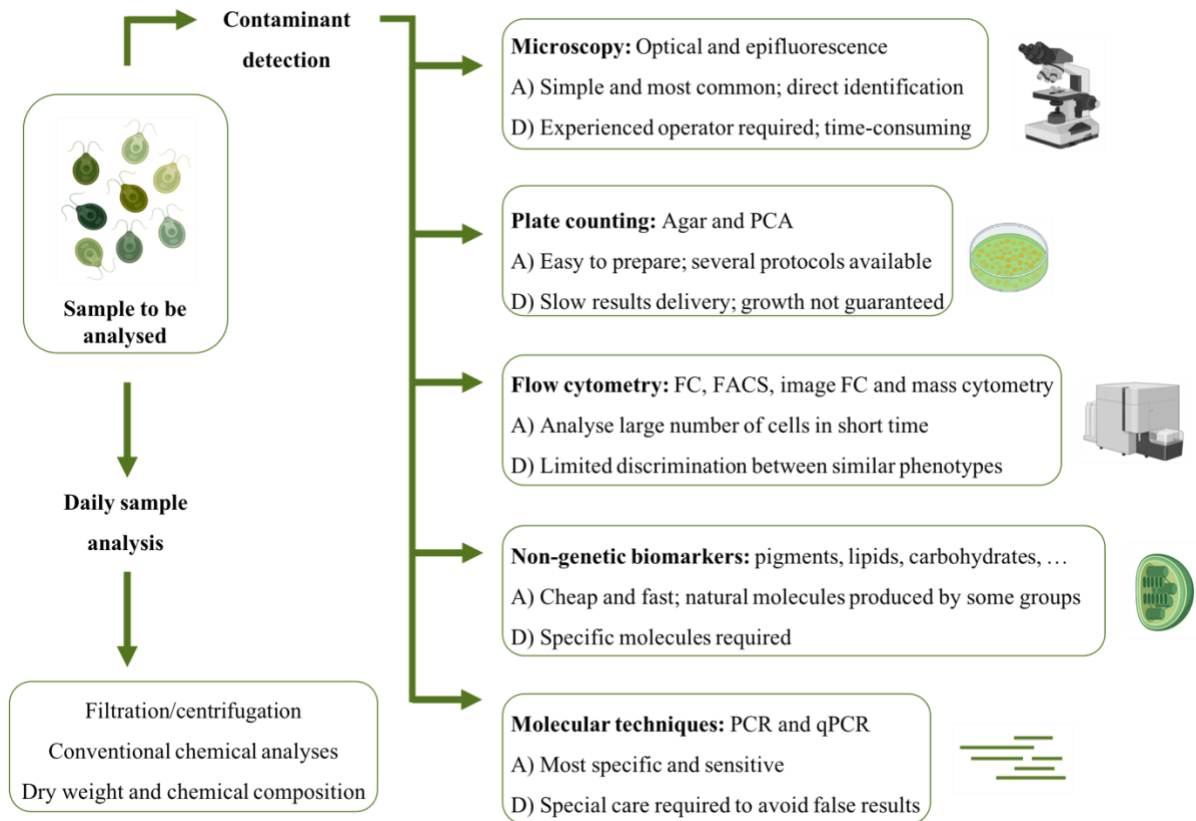 Contaminant
detection
Sample to be
analysed
Daily sample
analysis
Filtration/centrifugation
Conventional chemical analyses
Dry weight and chemical composition
Microscopy: Optical and epifluorescence
A) Simple and most common; direct identification
D) Experienced operator required; time-consuming
Plate counting: Agar and PCA
A) Easy to prepare; several protocols available
D) Slow results delivery; growth not guaranteed
Flow cytometry: FC, FACS, image FC and mass cytometry
A) Analyse large number of cells in short time
D) Limited discrimination between similar phenotypes
Non-genetic biomarkers: pigments, lipids, carbohydrates, …
A) Cheap and fast; natural molecules produced by some groups
D) Specific molecules required
Molecular techniques: PCR and qPCR
A) Most specific and sensitive
D) Special care required to avoid false results